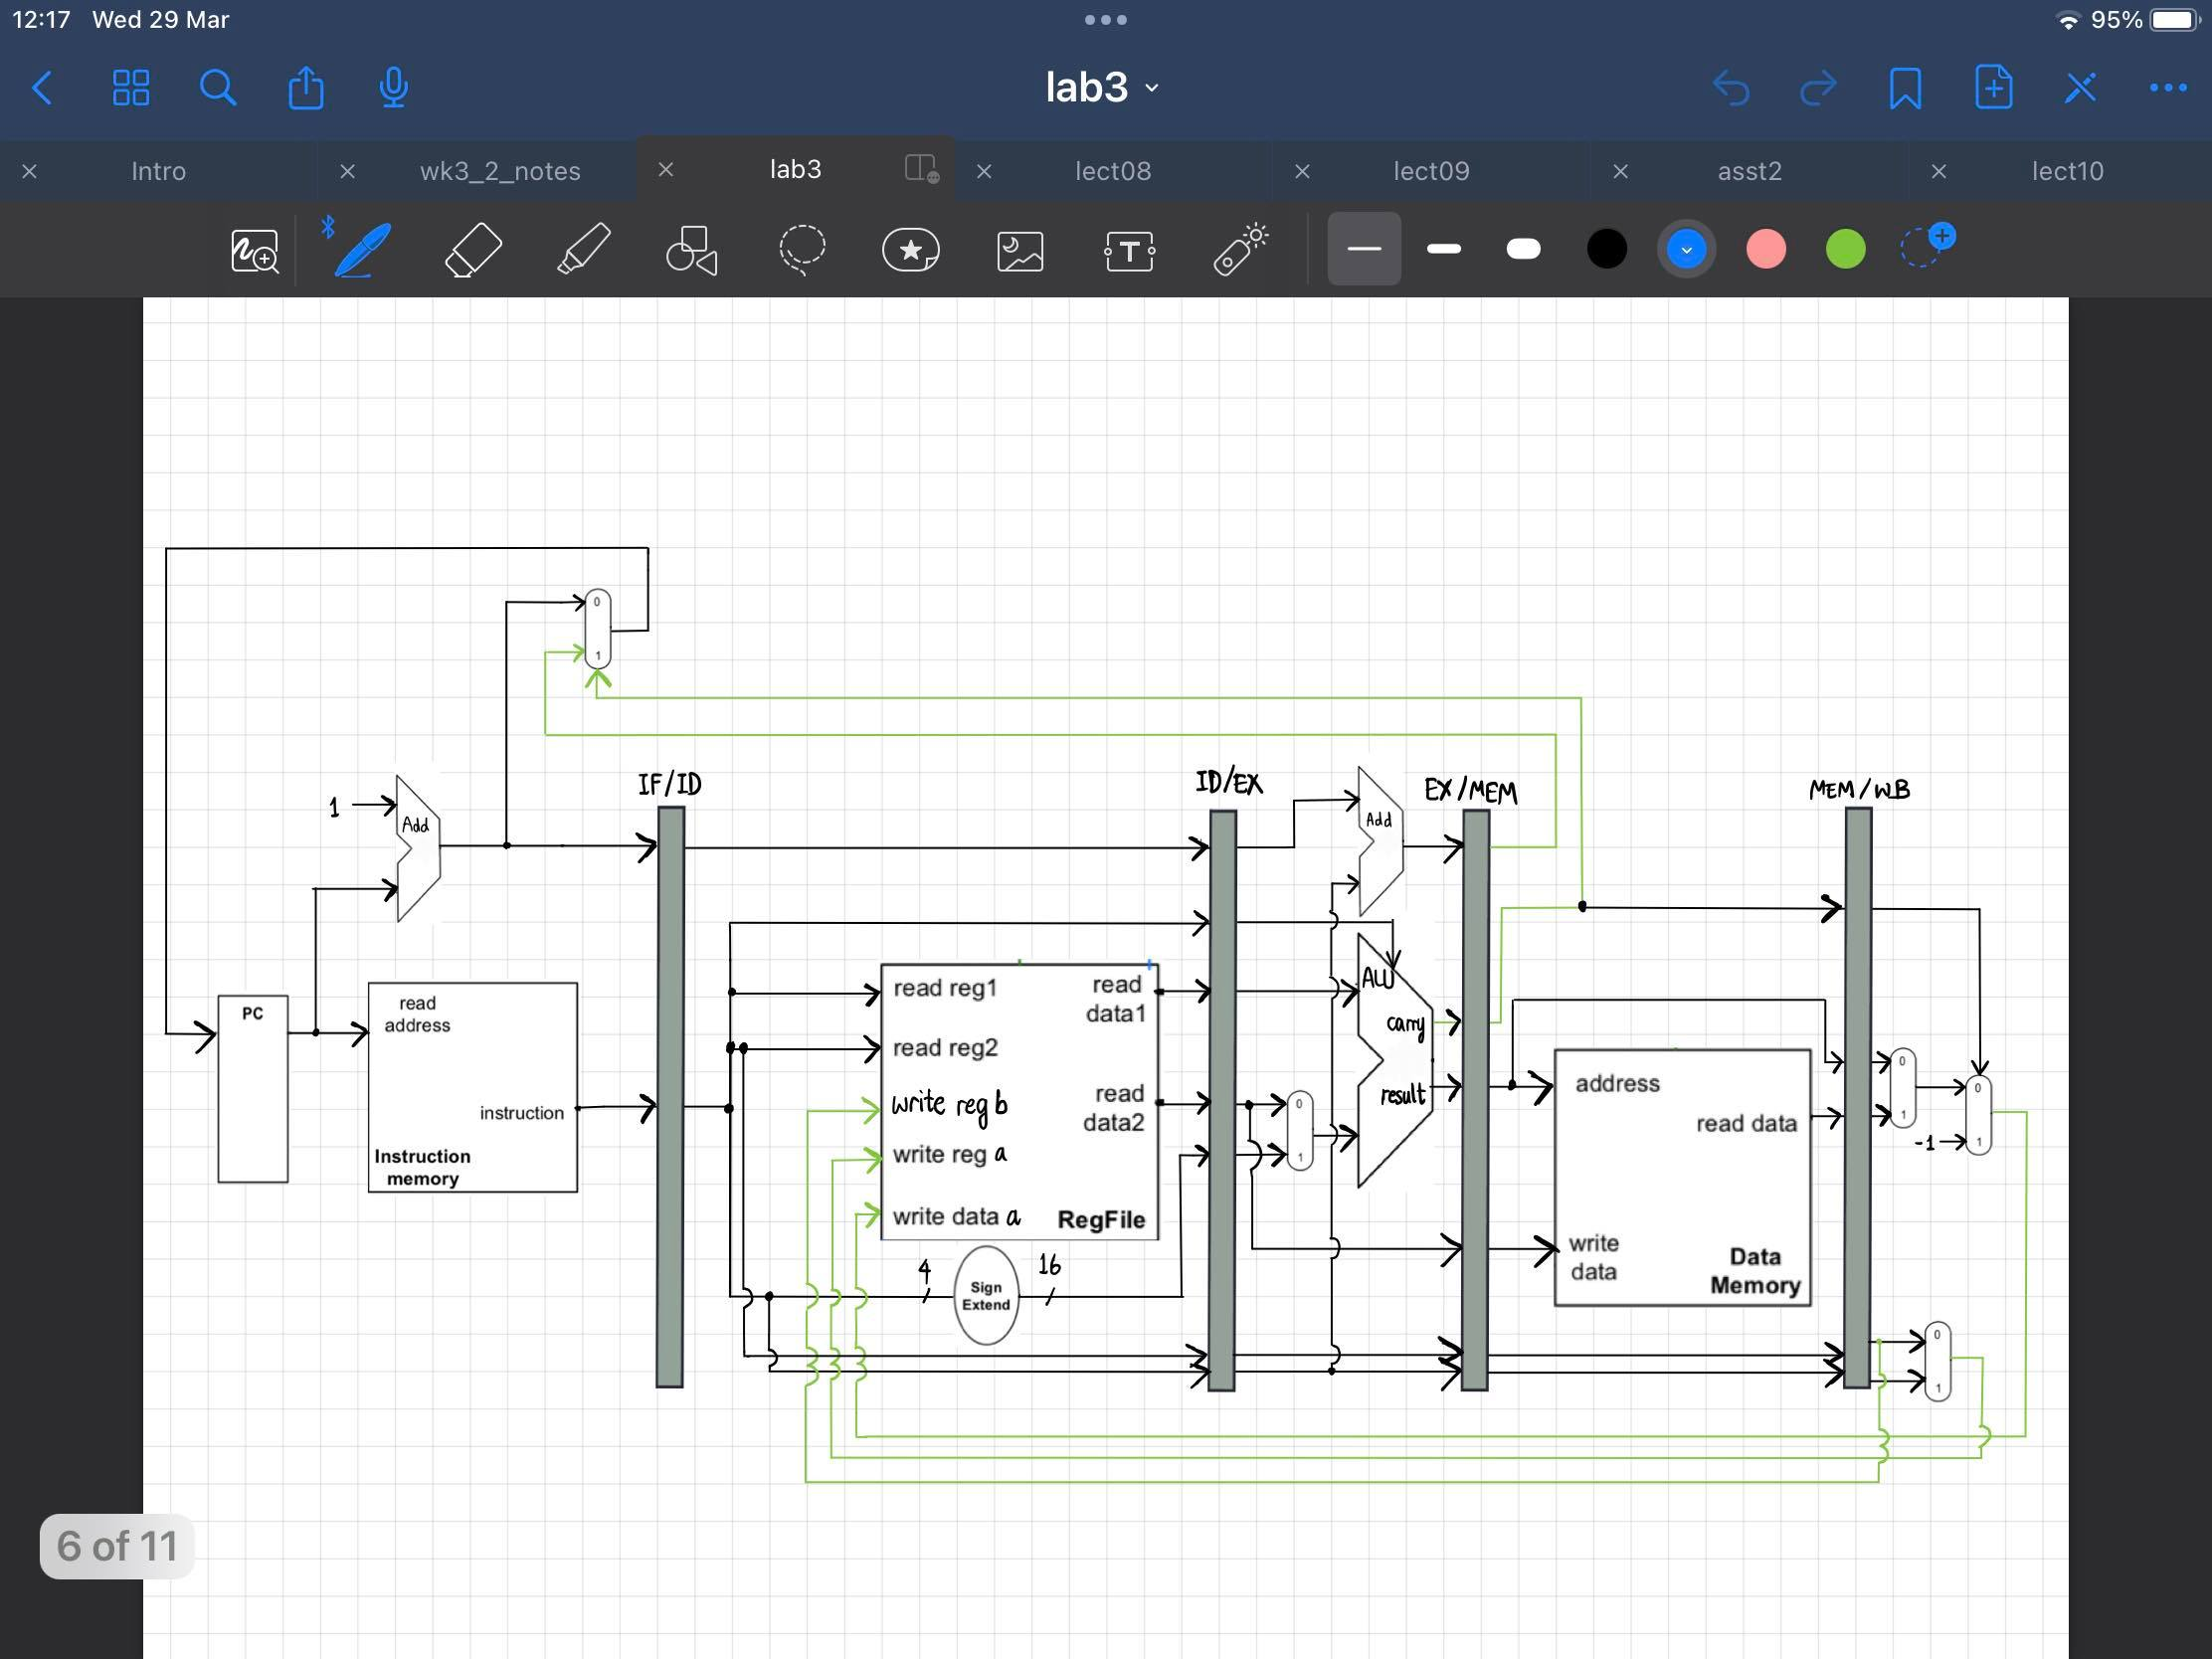 12:17 Wed 29 Mar
95%
lab3
Intro
wk3_2_notes
lab3
lect08
lect09
asst2
lect10
T
0
1
1
Add
IF/ID
ID/EX
Add
EX/MEM
MEM/WB
PC
read
address
instruction
Instruction
memory
read reg1
read
data1
read reg2
write reg b
read
data2
write reg a
write data a
RegFile
4
16
Sign
Extend
0
1
ALU
carry
result
address
read data
write
data
Data
Memory
0
1
0
-1
1
0
1
6 of 11